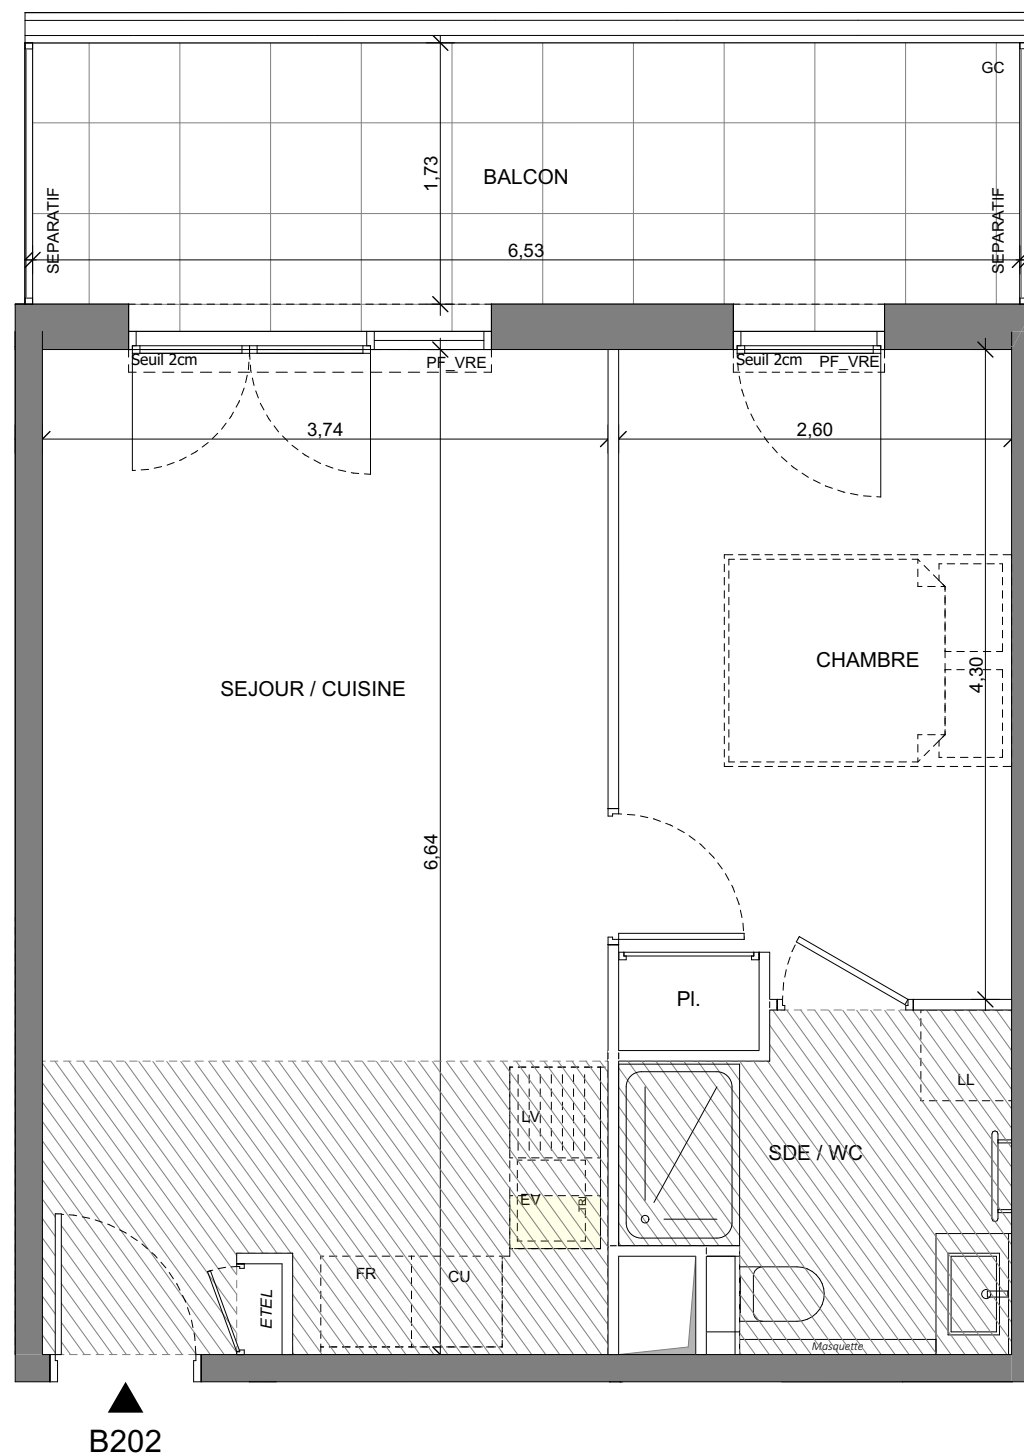 GC
1,73
BALCON
SEPARATIF
SEPARATIF
6,53
Seuil 2cm
PF_VRE
Seuil 2cm
PF_VRE
3,74
2,60
CHAMBRE
4,30
SEJOUR / CUISINE
6,64
Pl.
LL
LV
SDE / WC
EV
TRI
FR
CU
ETEL
Masquette
B202